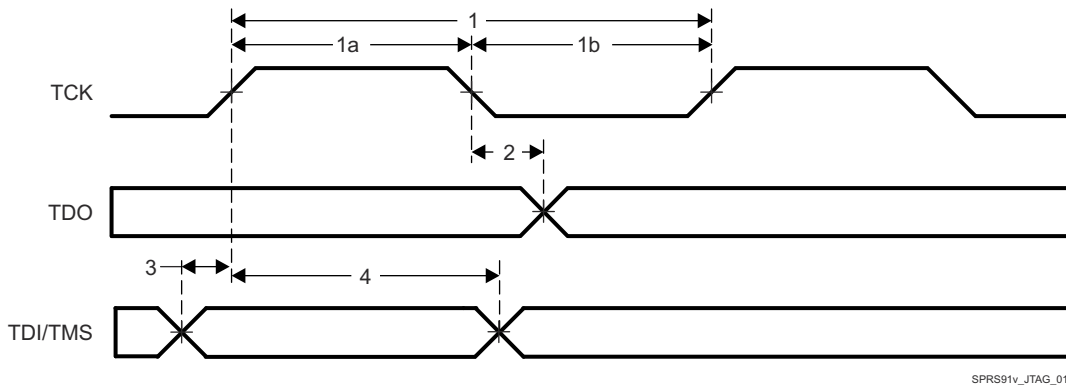 1
1a
1b
TCK
2
TDO
3
4
TDI/TMS
SPRS91v_JTAG_01